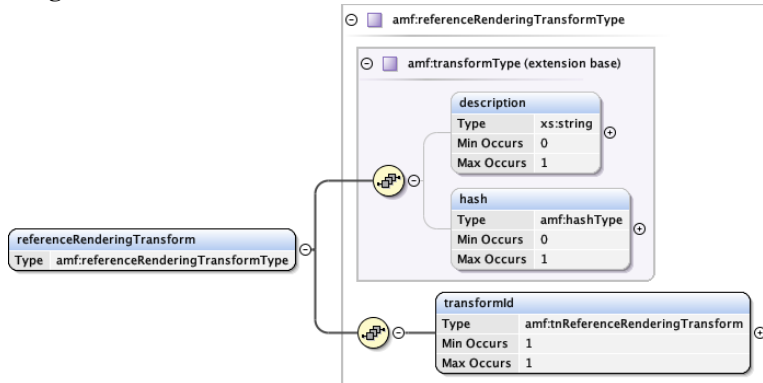 amf:referenceRenderingTransformType
amf:transformType (extension base)
description
Type xs:string
Min Occurs 0
Max Occurs 1
hash
Type amf:hashType
Min Occurs 0
Max Occurs 1
referenceRenderingTransform
Type amf:referenceRenderingTransformType
transformId
Type amf:tnReferenceRenderingTransform
Min Occurs 1
Max Occurs 1